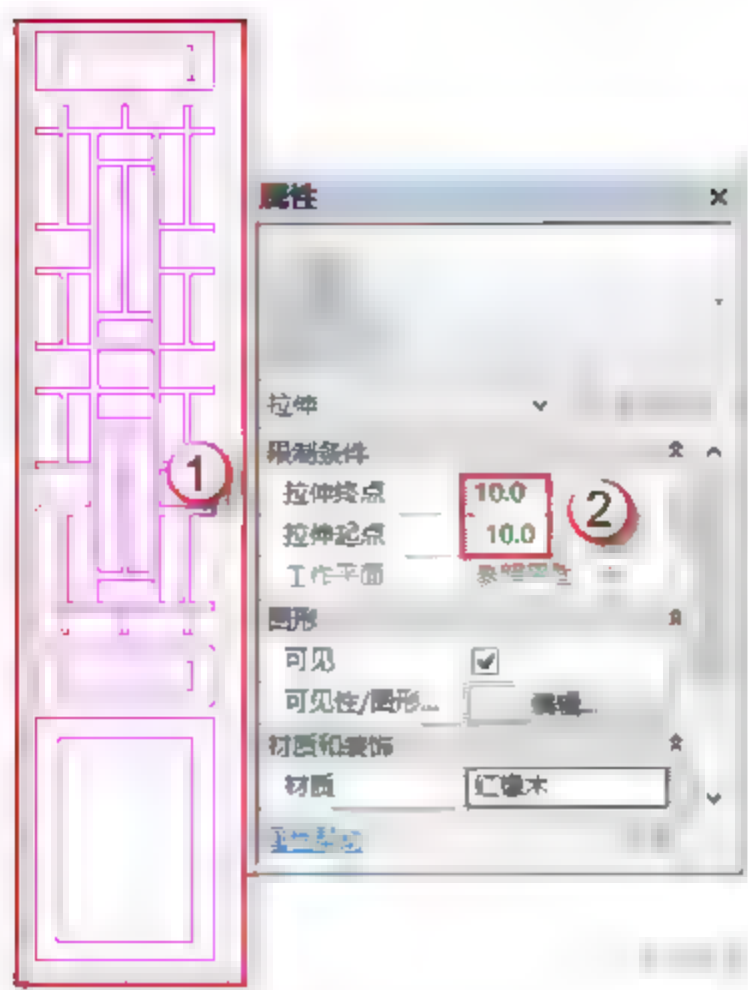 属性
拉伸
限制条件
拉伸终点 10.0
拉伸起点 10.0
工作平面
图形
可见
可见性/图形...
材质和装饰
材质 红橡木
1
2